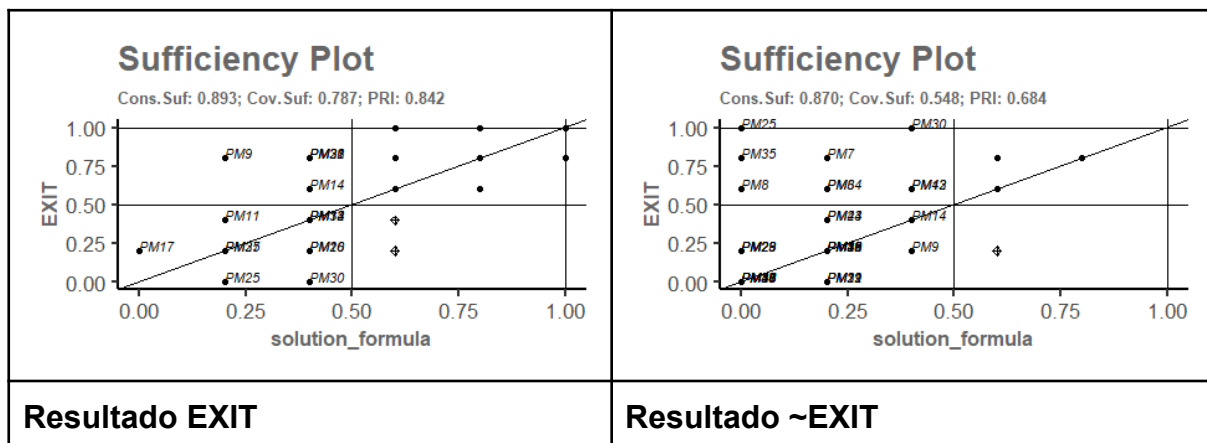 Sufficiency Plot
Cons.Suf: 0.893; Cov.Suf: 0.787; PRI: 0.842
EXIT
1.00
0.75
0.50
0.25
0.00
PM9
PM14
PM11
PM17
PM25
PM30
0.00 0.25 0.50 0.75 1.00
solution_formula
Resultado EXIT
Sufficiency Plot
Cons.Suf: 0.870; Cov.Suf: 0.548; PRI: 0.684
EXIT
1.00
0.75
0.50
0.25
0.00
PM25 PM30
PM35 PM7
PM8
PM14
PM9
0.00 0.25 0.50 0.75 1.00
solution_formula
Resultado ~EXIT